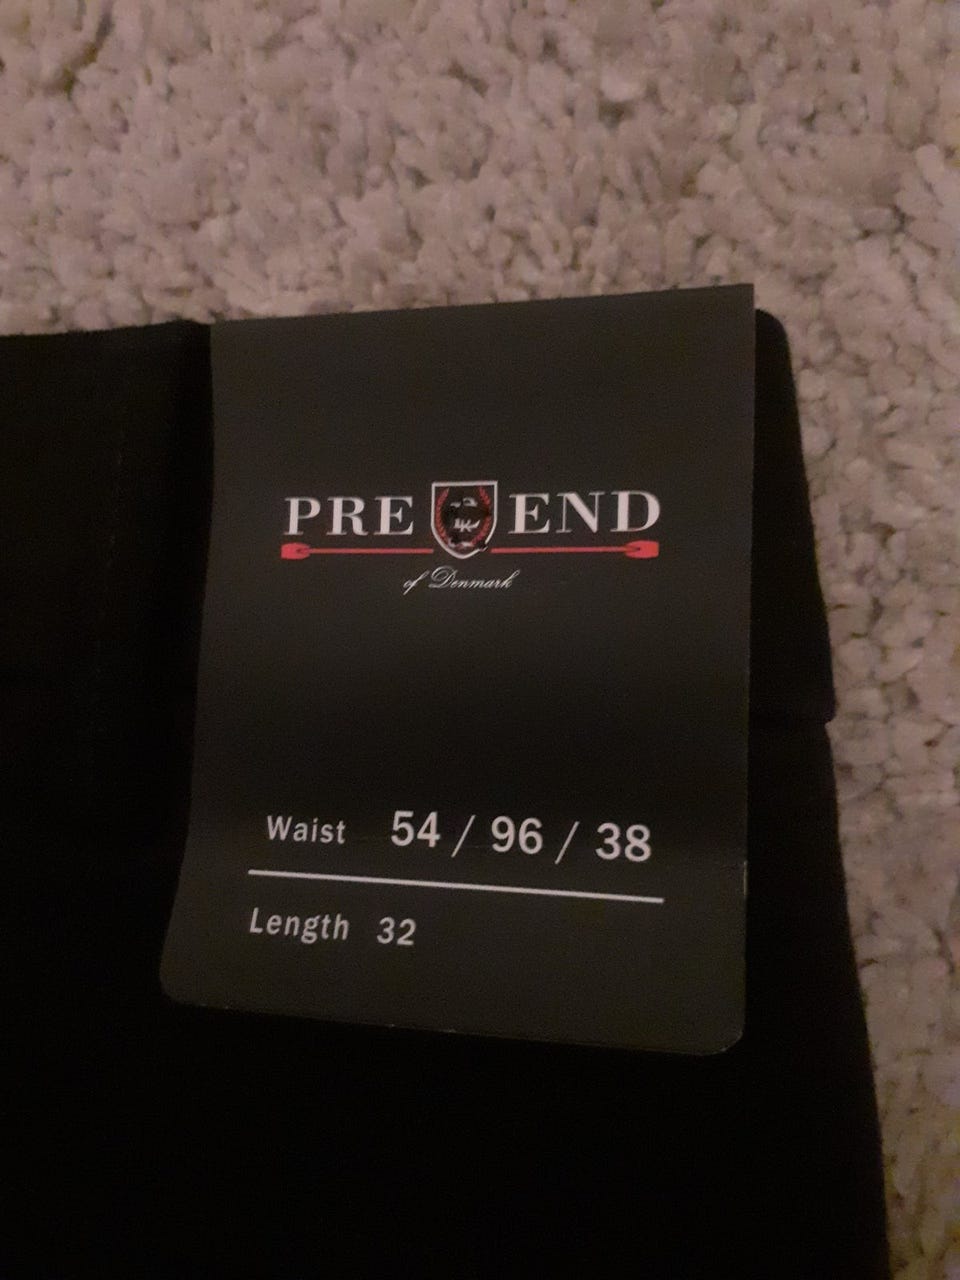 PRE END
of Denmark
Waist 54 / 96 / 38
Length 32